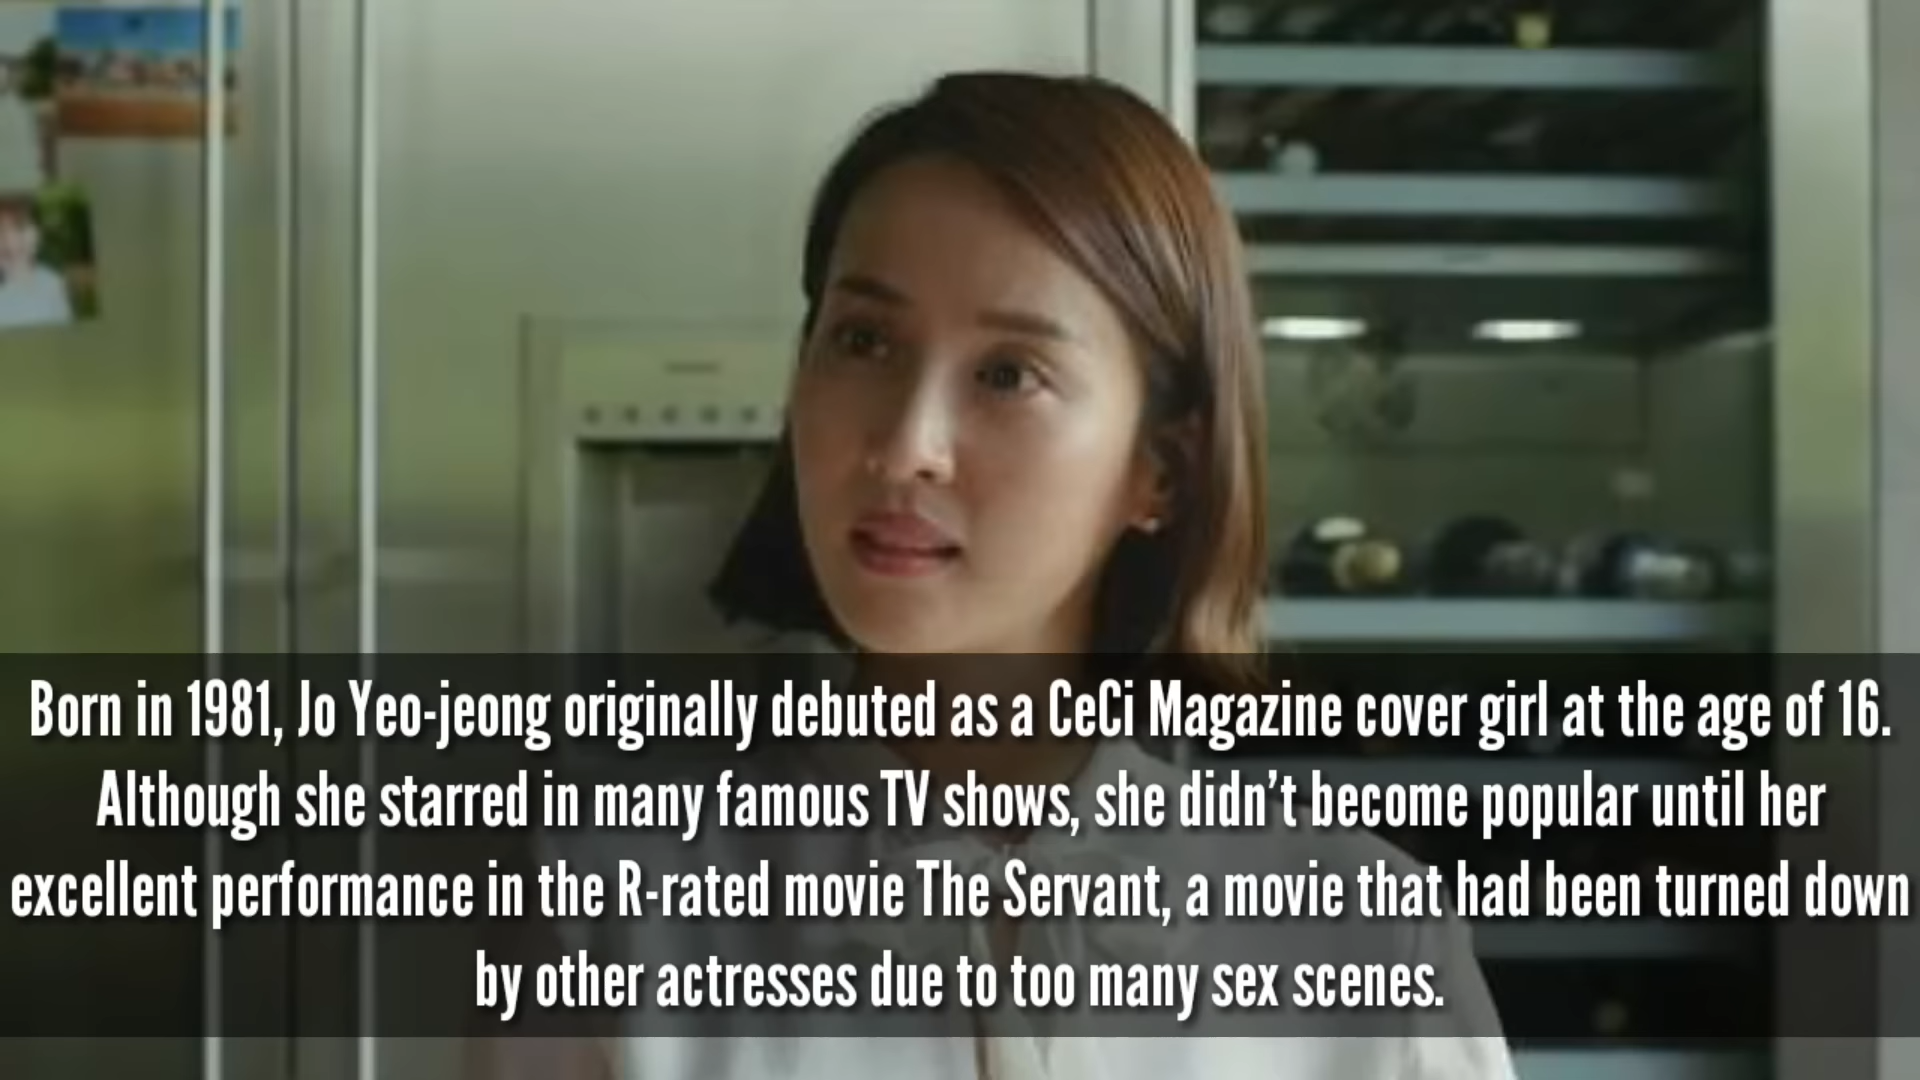 Born in 1981, Jo Yeo-jeong originally debuted as a CeCi Magazine cover girl at the age of 16.
Although she starred in many famous TV shows, she didn’t become popular until her
excellent performance in the R-rated movie The Servant, a movie that had been turned down
by other actresses due to too many sex scenes.